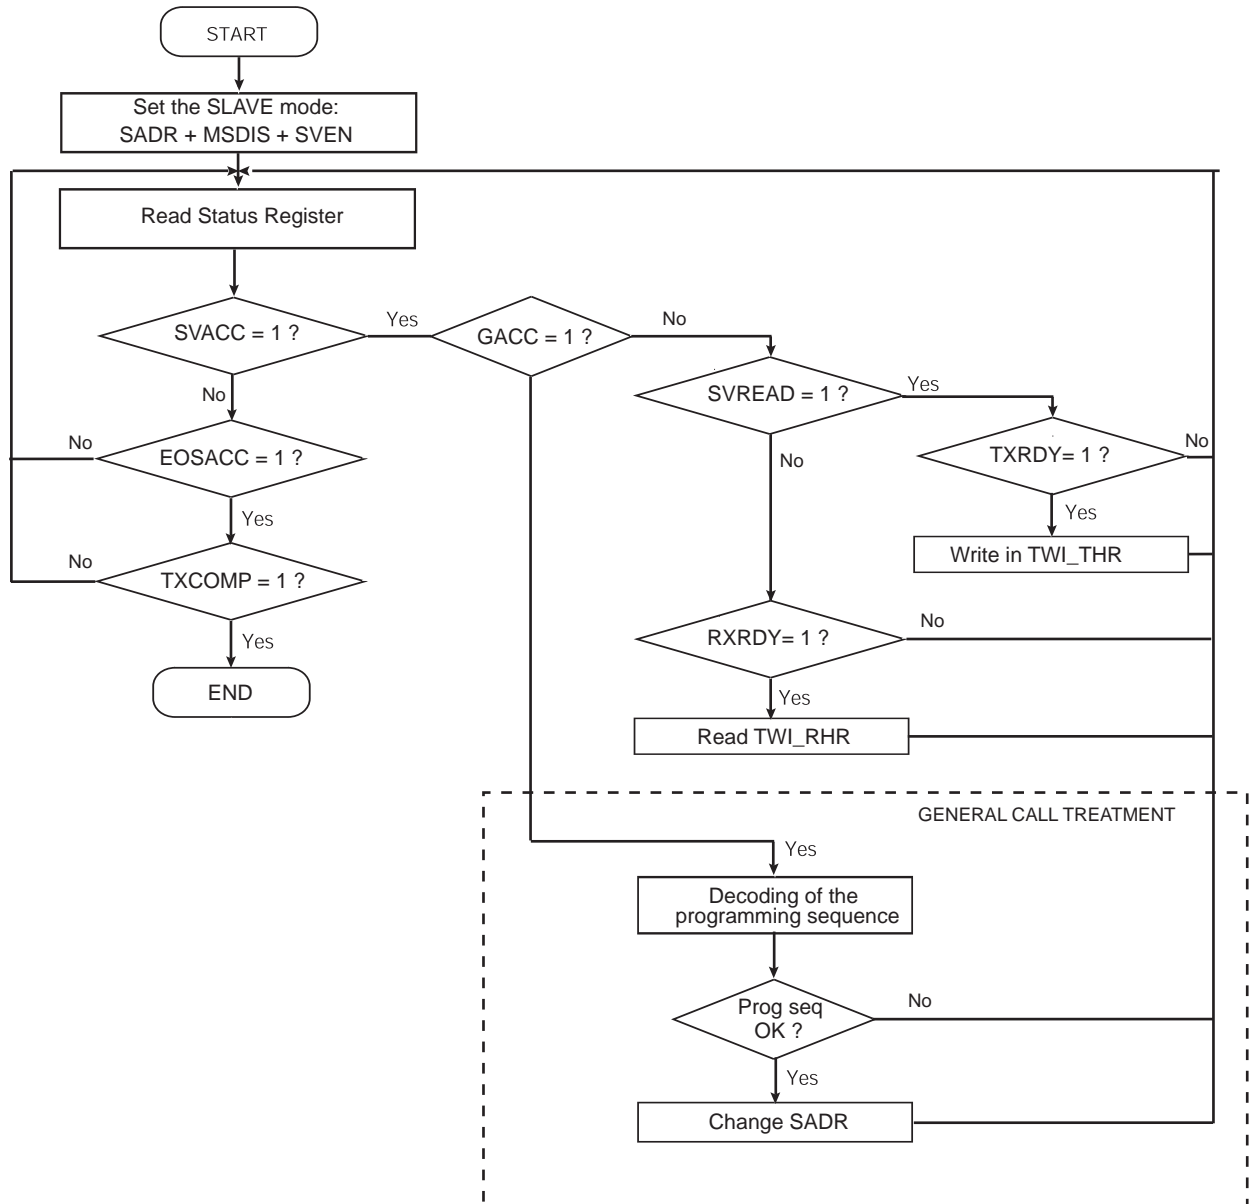 START
Set the SLAVE mode:
SADR + MSDIS + SVEN
Read Status Register
SVACC = 1 ?
Yes
GACC = 1 ?
No
SVREAD = 1 ?
Yes
No
EOSACC = 1 ?
No
TXRDY= 1 ?
No
No
Yes
Yes
Write in TWI_THR
No
TXCOMP = 1 ?
RXRDY= 1 ?
No
Yes
END
Yes
Read TWI_RHR
GENERAL CALL TREATMENT
Yes
Decoding of the
programming sequence
Prog seq
OK ?
No
Yes
Change SADR